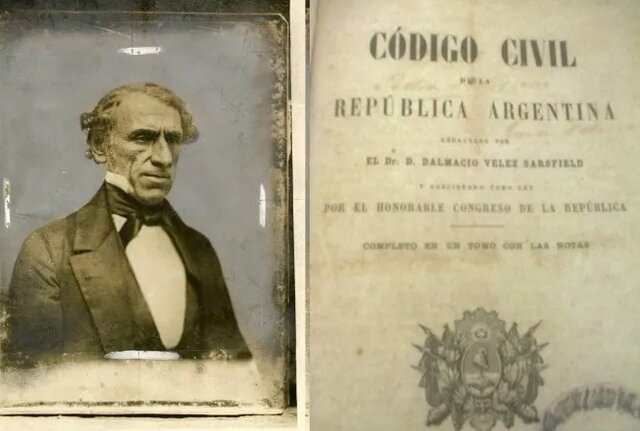 CÓDIGO CIVIL
DE LA
REPÚBLICA ARGENTINA
REDACTADO POR
EL Dr. D. DALMACIO VELEZ SARSFIELD
Y SANCIONADO COMO LEY
POR EL HONORABLE CONGRESO DE LA REPÚBLICA
COMPLETO EN UN TOMO CON LAS NOTAS